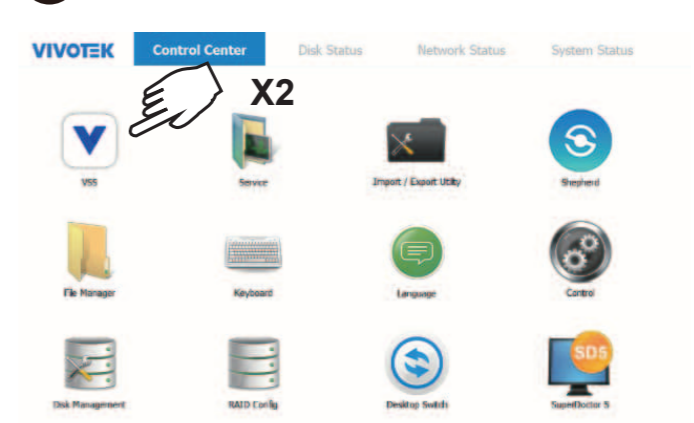 VIVOTEK Control Center Disk Status Network Status System Status
X2
VSS Service Import / Export Utility Shepherd
File Manager Keyboard Language Control
SD5
Disk Management RAID Config Desktop Switch SuperDoctor 5